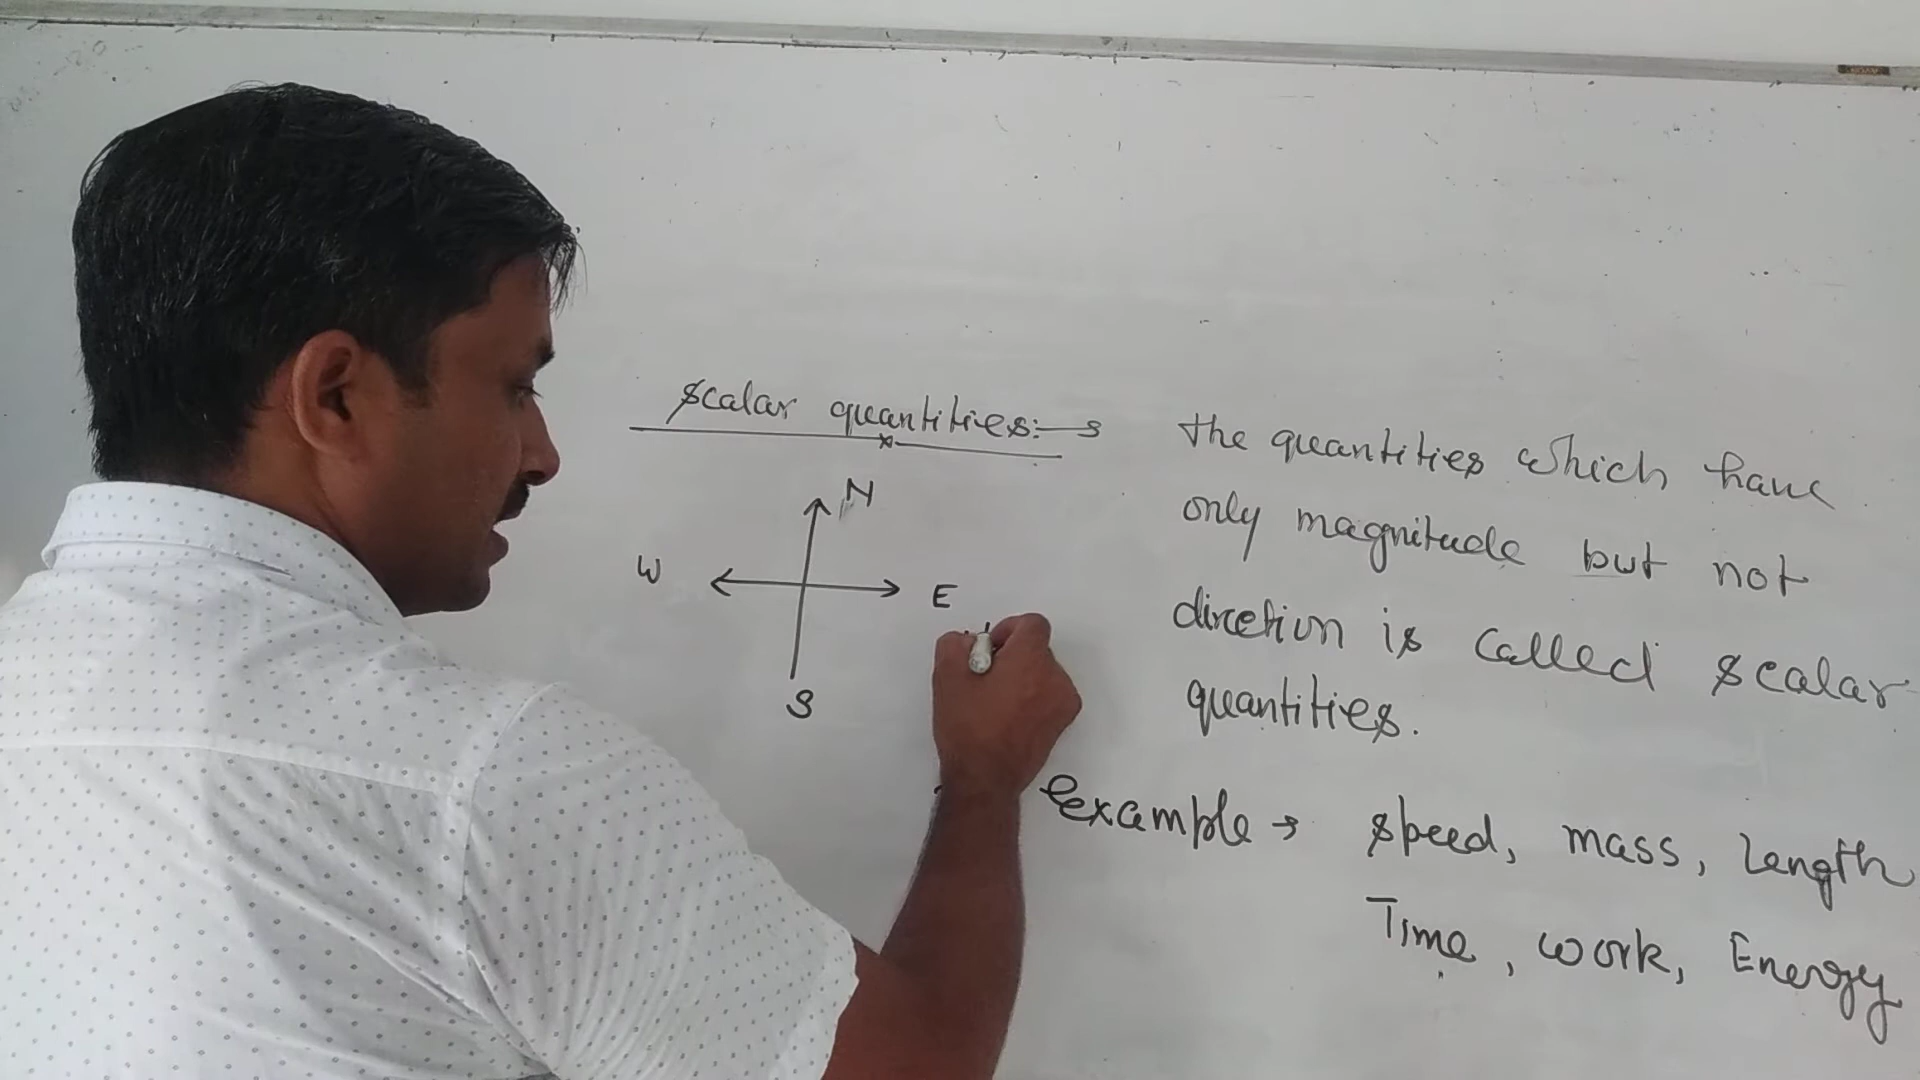 Scalar quantities:→
N
W
E
S
the quantities which have
only magnitude but not
direction is called scalar
quantities.
example → speed, mass, Length
Time, work, Energy